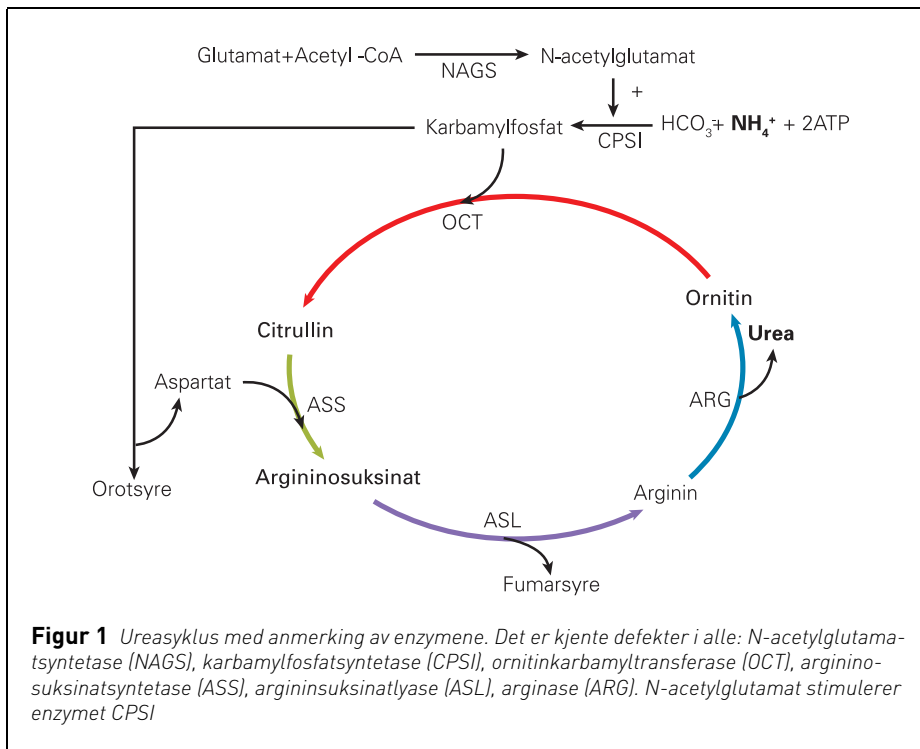 Glutamat+Acetyl -CoA
NAGS
N-acetylglutamat
+
Karbamylfosfat
CPSI
HCO₃⁻+ NH₄⁺ + 2ATP
OCT
Ornitin
Citrullin
Urea
Aspartat
ASS
ARG
Argininosuksinat
Orotsyre
Arginin
ASL
Fumarsyre
Figur 1 Ureasyklus med anmerking av enzymene. Det er kjente defekter i alle: N-acetylglutama-
tsyntetase (NAGS), karbamylfosfatsyntetase (CPSI), ornitinkarbamyltransferase (OCT), arginino-
suksinatsyntetase (ASS), argininsuksinatlyase (ASL), arginase (ARG). N-acetylglutamat stimulerer
enzymet CPSI